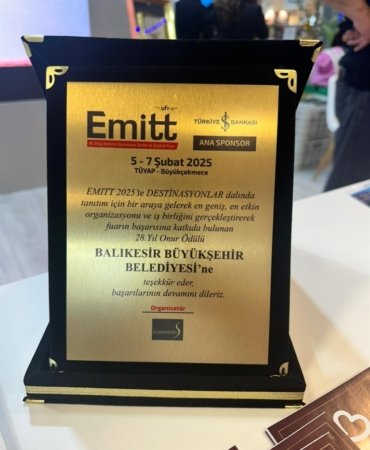 Emitt
TÜRKİYE İŞ BANKASI
ANA SPONSOR
5 - 7 Şubat 2025
TÜYAP - Büyükçekmece
EMITT 2025'te DESTİNASYONLAR dalında
tanıtım için bir araya gelerek en geniş, en etkin
organizasyonu ve iş birliğini gerçekleştirerek
fuarın başarısına katkıda bulunan
28.Yıl Onur Ödülü
BALIKESİR BÜYÜKŞEHİR
BELEDİYESİ'ne
teşekkür eder,
başarılarının devamını dileriz.
Organizatör